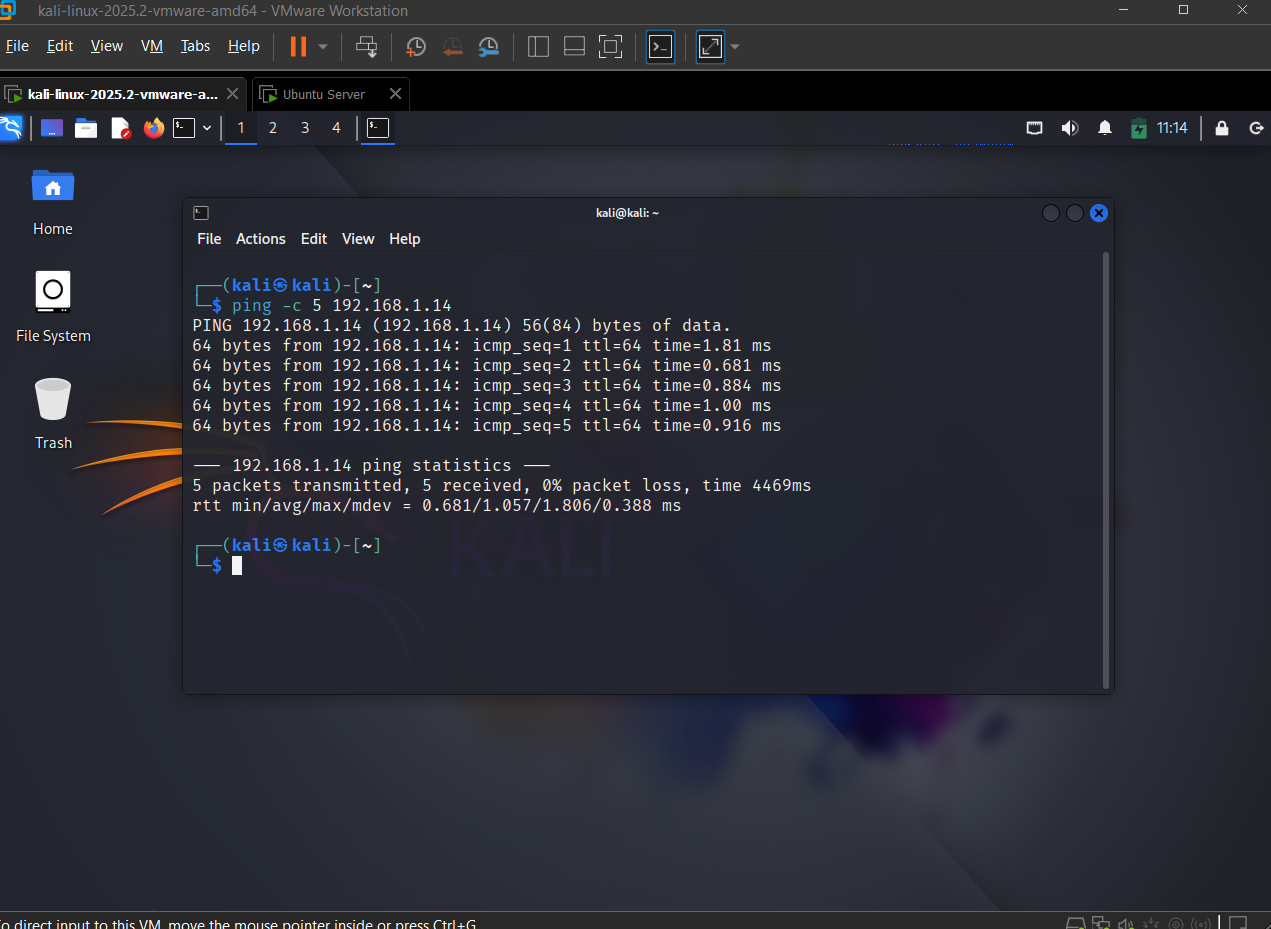 kali-linux-2025.2-vmware-amd64 - VMware Workstation
File Edit View VM Tabs Help
kali-linux-2025.2-vmware-a... Ubuntu Server
1 2 3 4 11:14
Home
File System
Trash
kali@kali: ~
File Actions Edit View Help
┌──(kali㉿kali)-[~]
└─$ ping -c 5 192.168.1.14
PING 192.168.1.14 (192.168.1.14) 56(84) bytes of data.
64 bytes from 192.168.1.14: icmp_seq=1 ttl=64 time=1.81 ms
64 bytes from 192.168.1.14: icmp_seq=2 ttl=64 time=0.681 ms
64 bytes from 192.168.1.14: icmp_seq=3 ttl=64 time=0.884 ms
64 bytes from 192.168.1.14: icmp_seq=4 ttl=64 time=1.00 ms
64 bytes from 192.168.1.14: icmp_seq=5 ttl=64 time=0.916 ms
--- 192.168.1.14 ping statistics ---
5 packets transmitted, 5 received, 0% packet loss, time 4469ms
rtt min/avg/max/mdev = 0.681/1.057/1.806/0.388 ms
┌──(kali㉿kali)-[~]
└─$
KALI
o direct input to this VM, move the mouse pointer inside or press Ctrl+G.